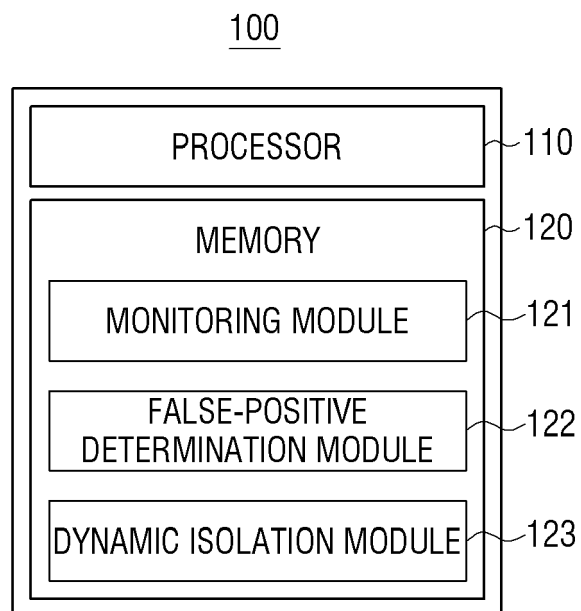 100
PROCESSOR
110
MEMORY
120
MONITORING MODULE
121
FALSE-POSITIVE
DETERMINATION MODULE
122
DYNAMIC ISOLATION MODULE
123